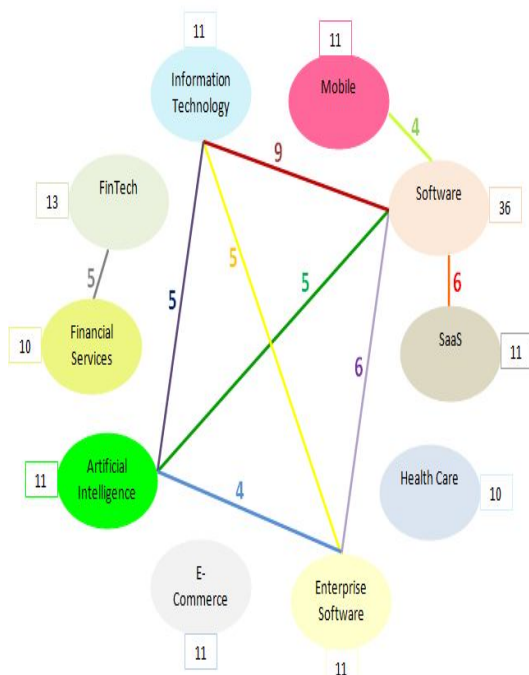 11
11
Information
Technology
Mobile
4
9
FinTech
13
Software
36
5
5
5
5
6
Financial
Services
10
SaaS
11
6
Artificial
Intelligence
11
4
Health Care
10
E-
Commerce
11
Enterprise
Software
11